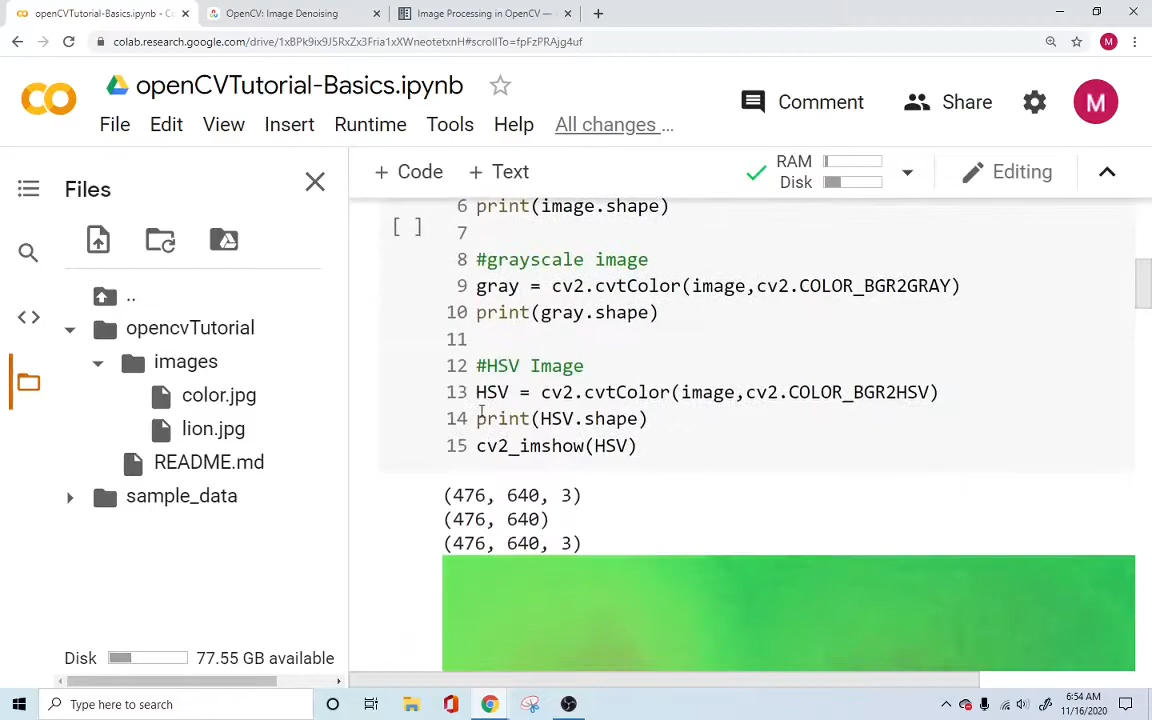 openCVTutorial-Basics.ipynb - Co
OpenCV: Image Denoising
Image Processing in OpenCV —
colab.research.google.com/drive/1xBPk9ix9J5RxZx3Fria1xXWneotetxnH#scrollTo=fpFzPRAjg4uf
M
openCVTutorial-Basics.ipynb
Comment
Share
M
File Edit View Insert Runtime Tools Help All changes ...
Files
+ Code + Text
RAM
Disk
Editing
..
opencvTutorial
images
color.jpg
lion.jpg
README.md
sample_data
Disk 77.55 GB available
[ ]
6 print(image.shape)
7
8 #grayscale image
9 gray = cv2.cvtColor(image,cv2.COLOR_BGR2GRAY)
10 print(gray.shape)
11
12 #HSV Image
13 HSV = cv2.cvtColor(image,cv2.COLOR_BGR2HSV)
14 print(HSV.shape)
15 cv2_imshow(HSV)
(476, 640, 3)
(476, 640)
(476, 640, 3)
Type here to search
6:54 AM
11/16/2020